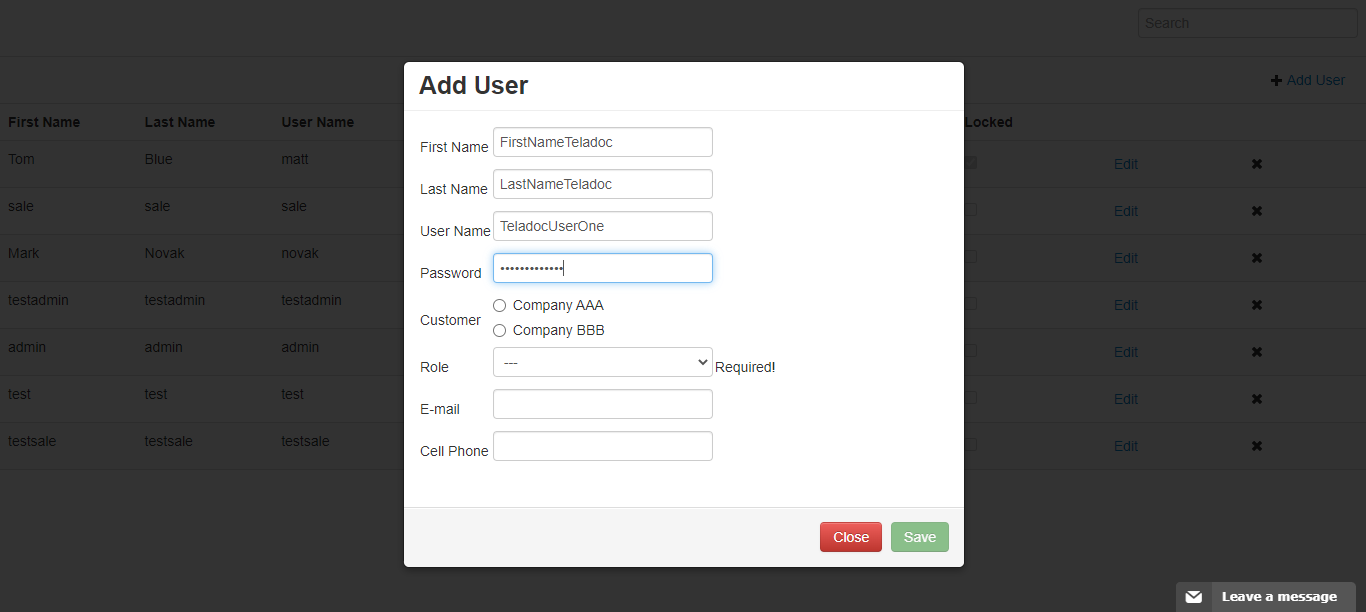 Search
Add User
First Name Last Name User Name Locked
Tom Blue matt Edit
sale sale sale Edit
Mark Novak novak Edit
testadmin testadmin testadmin Edit
admin admin admin Edit
test test test Edit
testsale testsale testsale Edit
Add User
First Name FirstNameTeladoc
Last Name LastNameTeladoc
User Name TeladocUserOne
Password •••••••••••••
Customer
Company AAA
Company BBB
Role --- Required!
E-mail
Cell Phone
Close Save
Leave a message